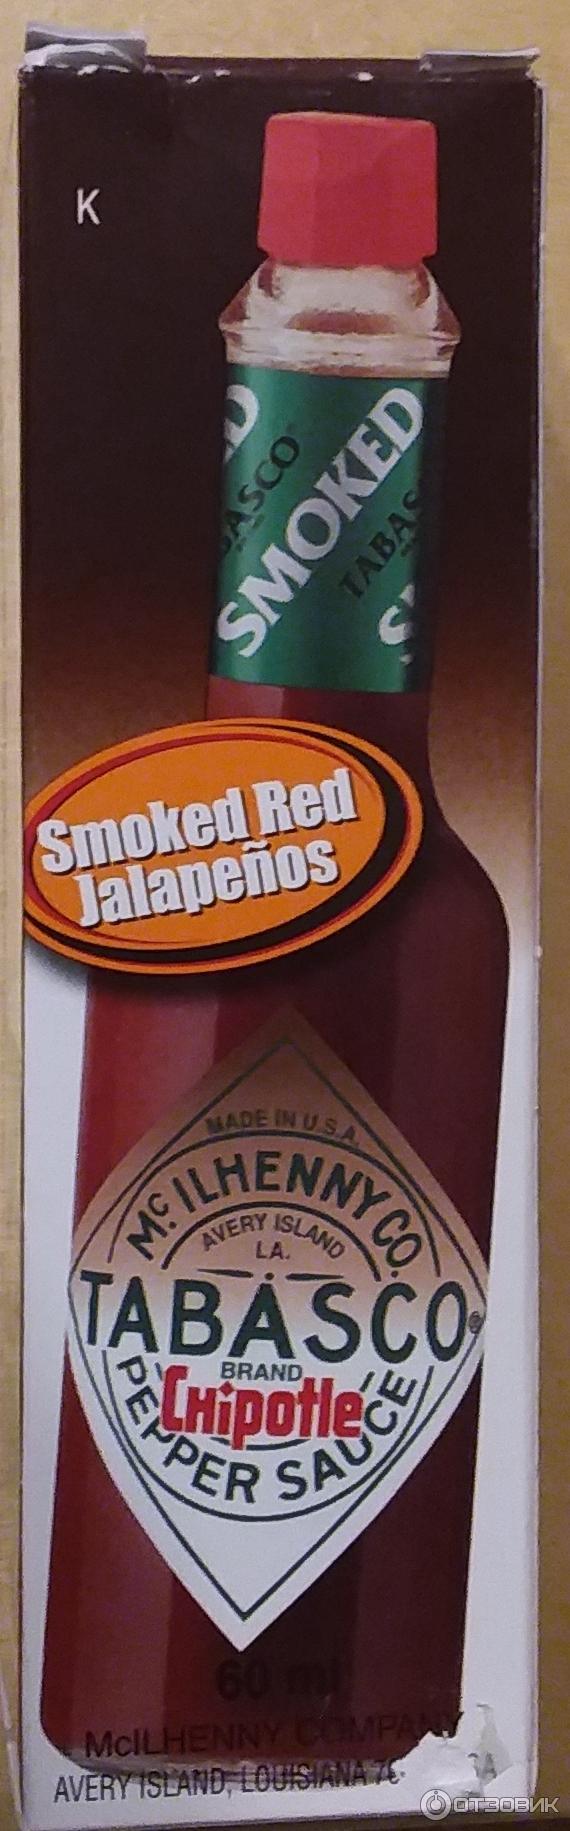 K
SMOKED
TABASCO
Smoked Red
Jalapeños
MADE IN U.S.A.
McILHENNY CO.
AVERY ISLAND
LA.
TABASCO®
BRAND
Chipotle
PEPPER SAUCE
60 ml
McILHENNY COMPANY
AVERY ISLAND, LOUISIANA
ОТЗОВИК